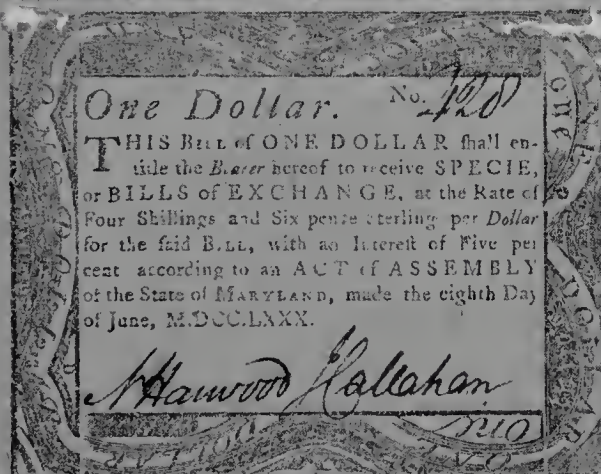 One Dollar. No. 428
THIS BILL of ONE DOLLAR ſhall en-
title the Bearer hereof to receive SPECIE,
or BILLS of EXCHANGE, at the Rate of
Four Shillings and Six pence sterling per Dollar
for the ſaid BILL, with an Intereſt of Five per
cent according to an ACT of ASSEMBLY
of the State of MARYLAND, made the eighth Day
of June, M.DCC.LXXX.
N Harwood J Callahan